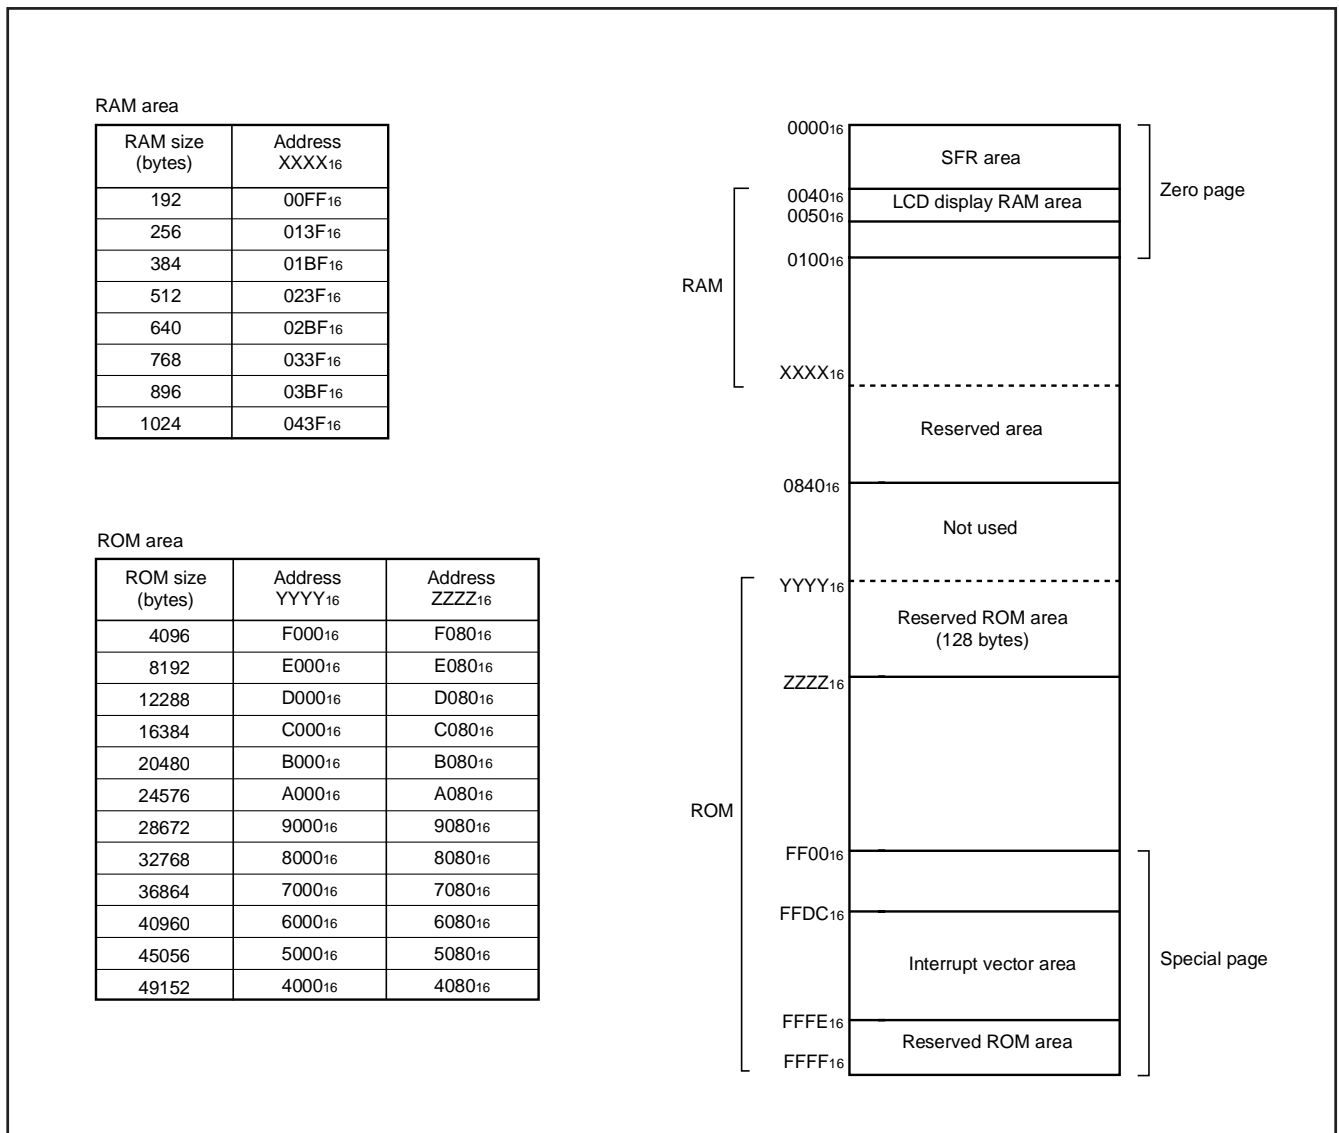 RAM area
RAM size (bytes) Address XXXX16
192 00FF16
256 013F16
384 01BF16
512 023F16
640 02BF16
768 033F16
896 03BF16
1024 043F16
ROM area
ROM size (bytes) Address YYYY16 Address ZZZZ16
4096 F00016 F08016
8192 E00016 E08016
12288 D00016 D08016
16384 C00016 C08016
20480 B00016 B08016
24576 A00016 A08016
28672 900016 908016
32768 800016 808016
36864 700016 708016
40960 600016 608016
45056 500016 508016
49152 400016 408016
000016
SFR area
Zero page
004016
LCD display RAM area
005016
010016
RAM
XXXX16
Reserved area
084016
Not used
YYYY16
Reserved ROM area
(128 bytes)
ZZZZ16
ROM
FF0016
FFDC16
Interrupt vector area
Special page
FFFE16
Reserved ROM area
FFFF16